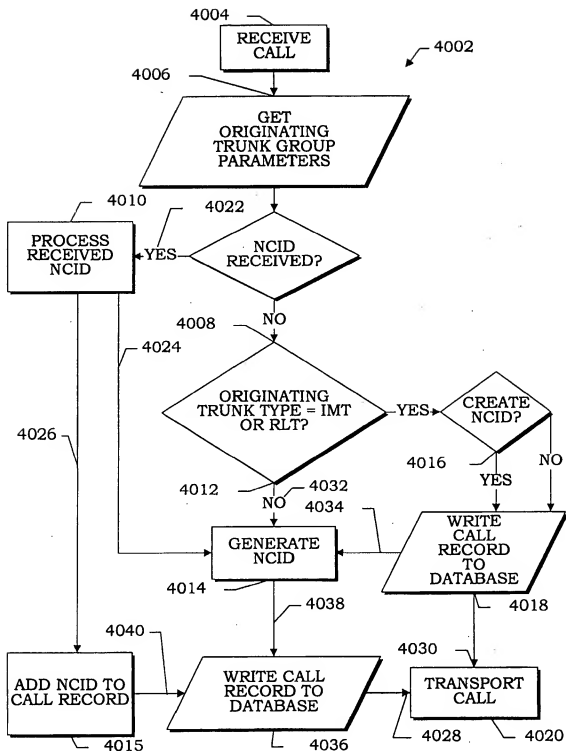 4004
RECEIVE
CALL
4002
4006
GET
ORIGINATING
TRUNK GROUP
PARAMETERS
4010
4022
PROCESS
RECEIVED
NCID
YES
NCID
RECEIVED?
NO
4008
4024
ORIGINATING
TRUNK TYPE = IMT
OR RLT?
YES
CREATE
NCID?
4026
4016
NO
YES
4012
4032
NO
4034
GENERATE
NCID
WRITE
CALL
RECORD
TO
DATABASE
4014
4018
4038
4040
4030
ADD NCID TO
CALL RECORD
WRITE CALL
RECORD TO
DATABASE
TRANSPORT
CALL
4015
4036
4028
4020